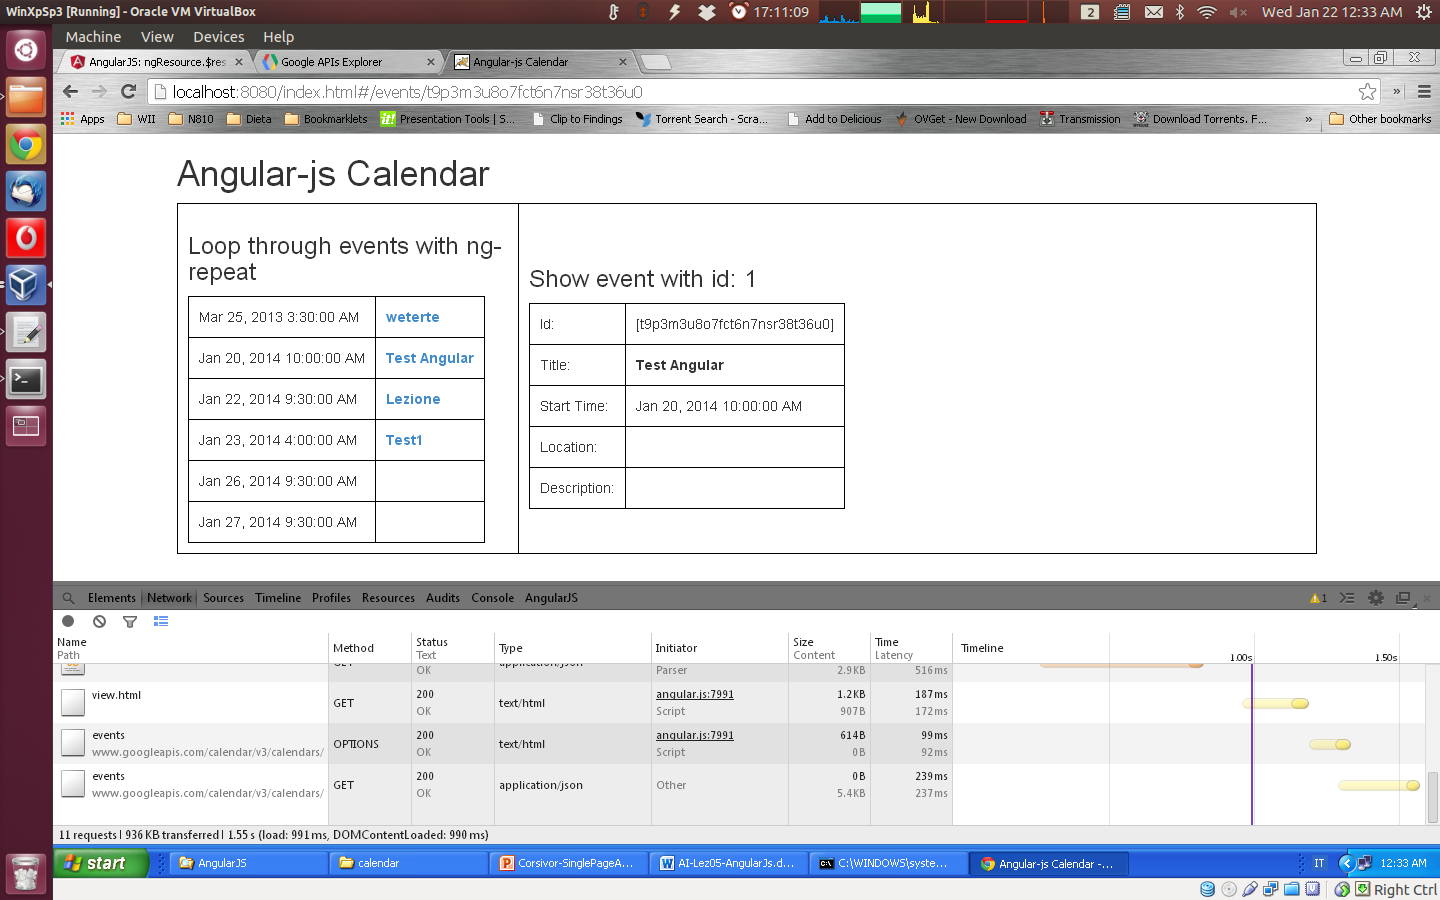 WinXpSp3 [Running] - Oracle VM VirtualBox
17:11:09
2
Wed Jan 22 12:33 AM
Machine View Devices Help
AngularJS: ngResource.$res
Google APIs Explorer
Angular-js Calendar
localhost:8080/index.html#/events/t9p3m3u8o7fct6n7nsr38t36u0
Apps WII N810 Dieta Bookmarklets it! Presentation Tools | S... Clip to Findings Torrent Search - Scra... Add to Delicious OVGet - New Download Transmission Download Torrents. F... » Other bookmarks
Angular-js Calendar
Loop through events with ng-
repeat
Mar 25, 2013 3:30:00 AM weterte
Jan 20, 2014 10:00:00 AM Test Angular
Jan 22, 2014 9:30:00 AM Lezione
Jan 23, 2014 4:00:00 AM Test1
Jan 26, 2014 9:30:00 AM
Jan 27, 2014 9:30:00 AM
Show event with id: 1
Id: [t9p3m3u8o7fct6n7nsr38t36u0]
Title: Test Angular
Start Time: Jan 20, 2014 10:00:00 AM
Location:
Description:
Elements Network Sources Timeline Profiles Resources Audits Console AngularJS
1
Name Path
Method
Status Text
Type
Initiator
Size Content
Time Latency
Timeline
1.00s
1.50s
GET OK application/json Parser 2.9KB 516ms
view.html GET 200 OK text/html angular.js:7991 Script 1.2KB 907B 187ms 172ms
events www.googleapis.com/calendar/v3/calendars/ OPTIONS 200 OK text/html angular.js:7991 Script 614B 0B 99ms 92ms
events www.googleapis.com/calendar/v3/calendars/ GET 200 OK application/json Other 0B 5.4KB 239ms 237ms
11 requests | 936 KB transferred | 1.55 s (load: 991 ms, DOMContentLoaded: 990 ms)
start AngularJS calendar Corsivor-SinglePageA... AI-Lez05-AngularJs.d... C:\WINDOWS\syste... Angular-js Calendar -... IT 12:33 AM
Right Ctrl